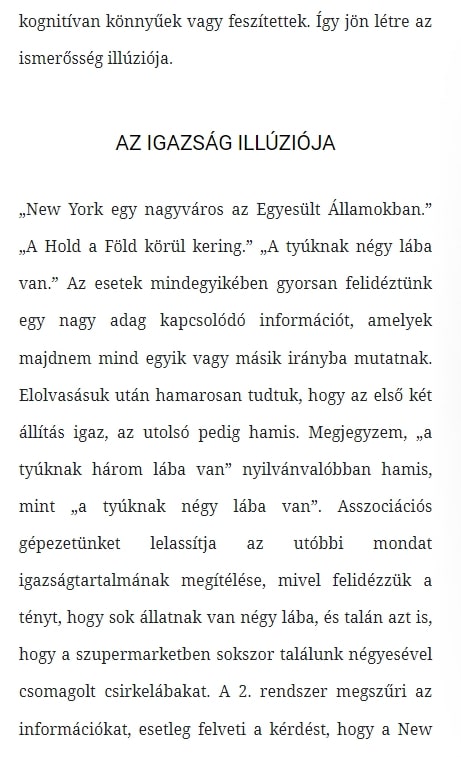 kognitívan könnyűek vagy feszítettek. Így jön létre az
ismerősség illúziója.
AZ IGAZSÁG ILLÚZIÓJA
„New York egy nagyváros az Egyesült Államokban.”
„A Hold a Föld körül kering.” „A tyúknak négy lába
van.” Az esetek mindegyikében gyorsan felidéztünk
egy nagy adag kapcsolódó információt, amelyek
majdnem mind egyik vagy másik irányba mutatnak.
Elolvasásuk után hamarosan tudtuk, hogy az első két
állítás igaz, az utolsó pedig hamis. Megjegyzem, „a
tyúknak három lába van” nyilvánvalóbban hamis,
mint „a tyúknak négy lába van”. Asszociációs
gépezetünket lelassítja az utóbbi mondat
igazságtartalmának megítélése, mivel felidézzük a
tényt, hogy sok állatnak van négy lába, és talán azt is,
hogy a szupermarketben sokszor találunk négyesével
csomagolt csirkelábakat. A 2. rendszer megszűri az
információkat, esetleg felveti a kérdést, hogy a New